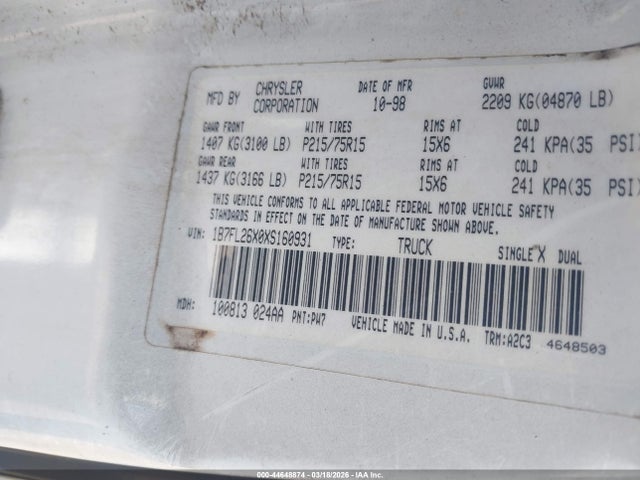 MFD BY CHRYSLER CORPORATION DATE OF MFR 10-98 GVWR 2209 KG(04870 LB)
GAWR FRONT WITH TIRES RIMS AT COLD
1407 KG(3100 LB) P215/75R15 15X6 241 KPA(35 PSI)
GAWR REAR WITH TIRES RIMS AT COLD
1437 KG(3166 LB) P215/75R15 15X6 241 KPA(35 PSI
THIS VEHICLE CONFORMS TO ALL APPLICABLE FEDERAL MOTOR VEHICLE SAFETY
STANDARDS IN EFFECT ON THE DATE OF MANUFACTURE SHOWN ABOVE.
VIN: 1B7FL26X0XS160931 TYPE: TRUCK SINGLE X DUAL
MDH: 100813 024AA PNT:PW7 VEHICLE MADE IN U.S.A. TRM:A2C3 4648503
000-44648874 | 03/18/2026 - IAA Inc.